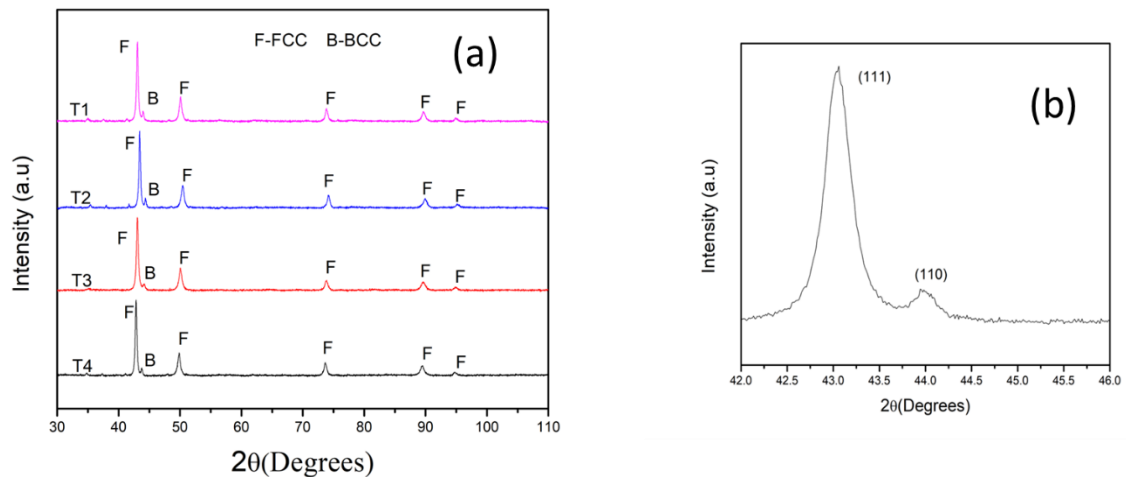 F
F-FCC B-BCC
(a)
T1
B
F
F
F
F
F
T2
B
F
F
F
F
F
T3
B
F
F
F
F
F
T4
B
F
F
F
F
Intensity (a.u)
30 40 50 60 70 80 90 100 110
2θ(Degrees)
(111)
(b)
(110)
Intensity (a.u)
42.0 42.5 43.0 43.5 44.0 44.5 45.0 45.5 46.0
2θ(Degrees)